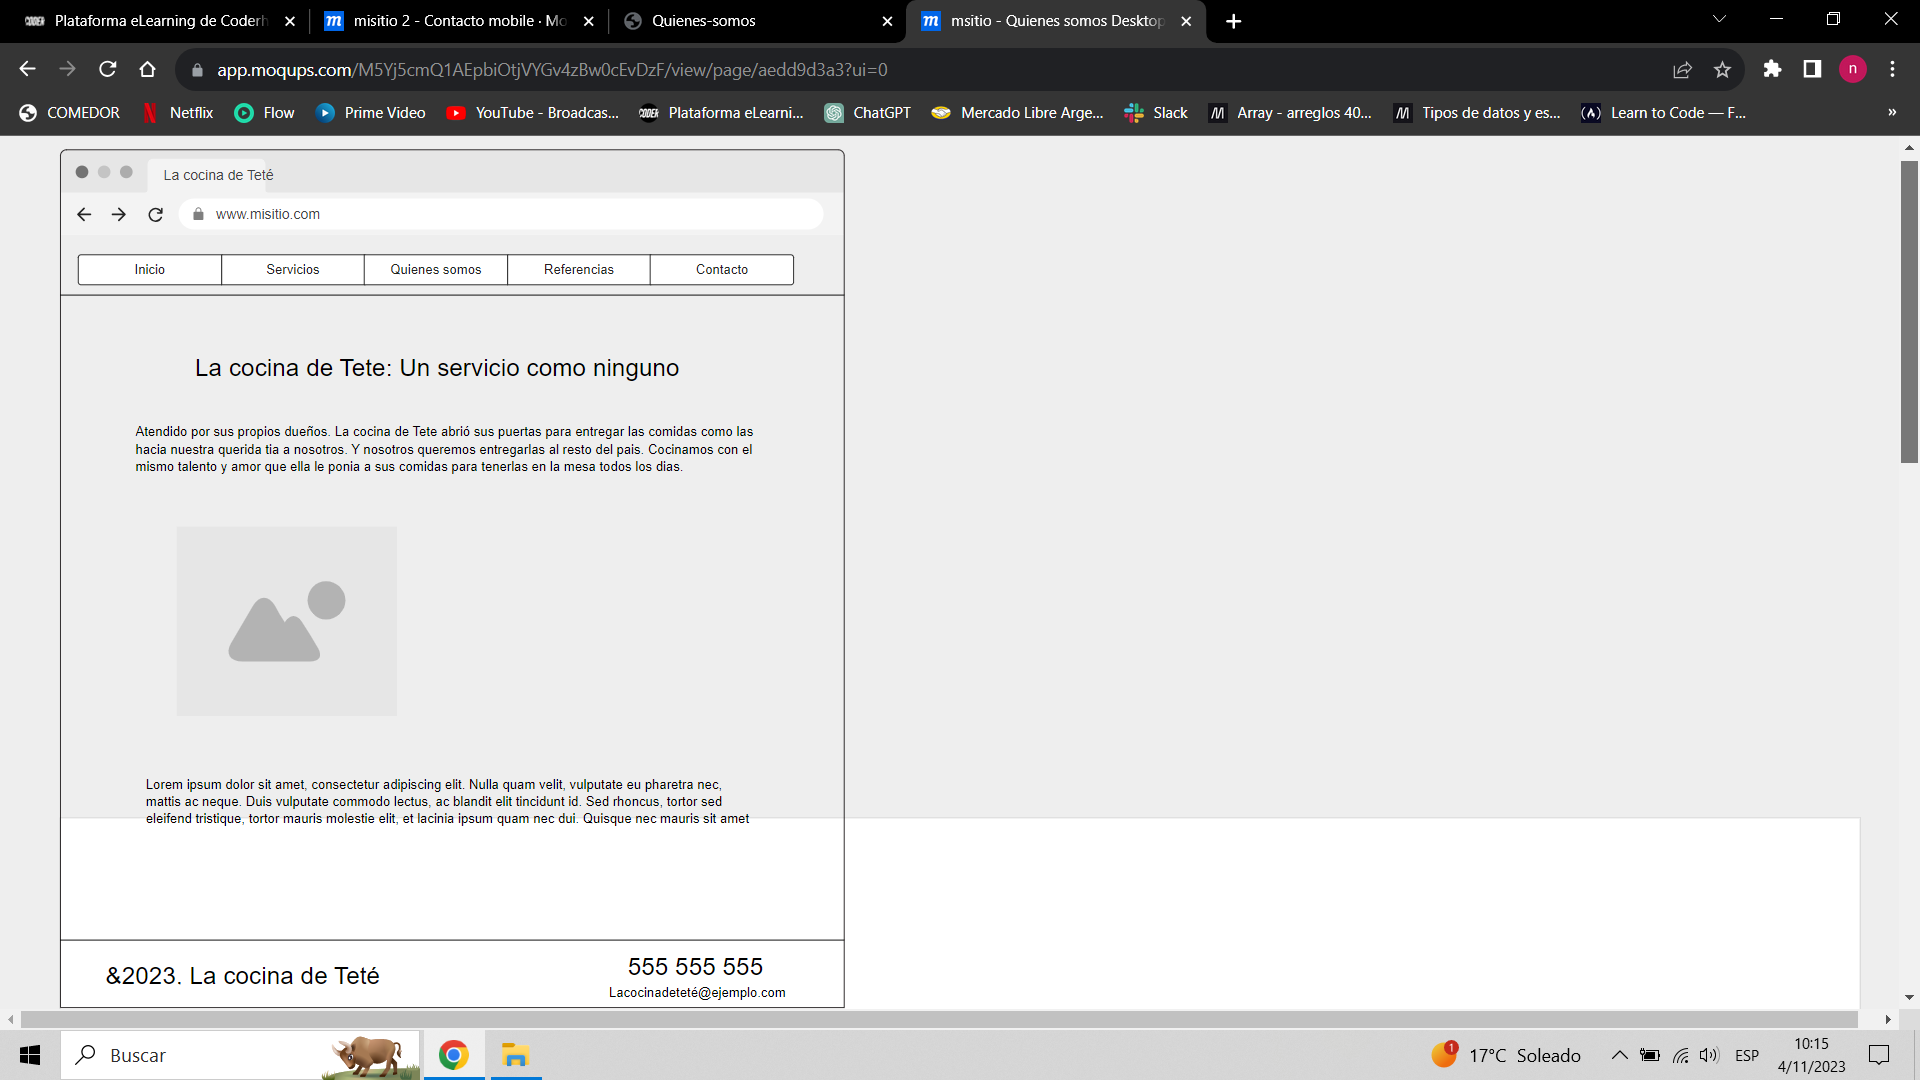 Plataforma eLearning de Coderh
misitio 2 - Contacto mobile · Mo
Quienes-somos
msitio - Quienes somos Desktop
app.moqups.com/M5Yj5cmQ1AEpbiOtjVYGv4zBw0cEvDzF/view/page/aedd9d3a3?ui=0
n
COMEDOR
Netflix
Flow
Prime Video
YouTube - Broadcas...
CODER
Plataforma eLearni...
ChatGPT
Mercado Libre Arge...
Slack
Array - arreglos 40...
Tipos de datos y es...
Learn to Code — F...
»
La cocina de Teté
www.misitio.com
Inicio
Servicios
Quienes somos
Referencias
Contacto
La cocina de Tete: Un servicio como ninguno
Atendido por sus propios dueños. La cocina de Tete abrió sus puertas para entregar las comidas como las
hacia nuestra querida tia a nosotros. Y nosotros queremos entregarlas al resto del pais. Cocinamos con el
mismo talento y amor que ella le ponia a sus comidas para tenerlas en la mesa todos los dias.
Lorem ipsum dolor sit amet, consectetur adipiscing elit. Nulla quam velit, vulputate eu pharetra nec,
mattis ac neque. Duis vulputate commodo lectus, ac blandit elit tincidunt id. Sed rhoncus, tortor sed
eleifend tristique, tortor mauris molestie elit, et lacinia ipsum quam nec dui. Quisque nec mauris sit amet
&2023. La cocina de Teté
555 555 555
Lacocinadeteté@ejemplo.com
Buscar
1
17°C Soleado
ESP
10:15
4/11/2023